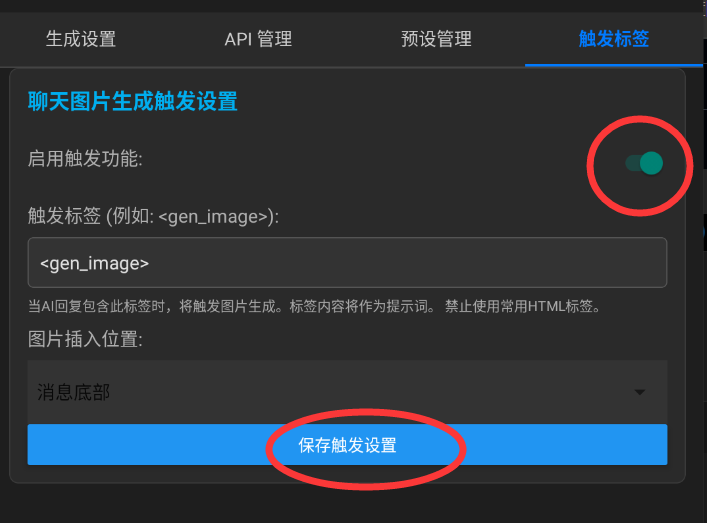 生成设置 API 管理 预设管理 触发标签
聊天图片生成触发设置
启用触发功能:
触发标签 (例如: <gen_image>):
<gen_image>
当AI回复包含此标签时，将触发图片生成。标签内容将作为提示词。 禁止使用常用HTML标签。
图片插入位置:
消息底部
保存触发设置